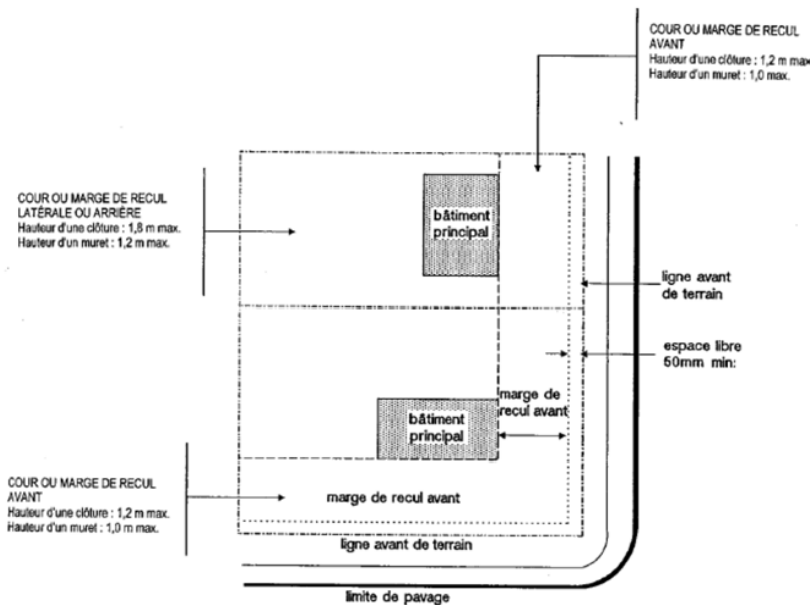 COUR OU MARGE DE RECUL
AVANT
Hauteur d'une clôture : 1,2 m max.
Hauteur d'un muret : 1,0 max.
COUR OU MARGE DE RECUL
LATÉRALE OU ARRIÈRE
Hauteur d'une clôture : 1,8 m max.
Hauteur d'un muret : 1,2 m max.
bâtiment
principal
ligne avant
de terrain
espace libre
50mm min:
marge de
recul avant
bâtiment
principal
COUR OU MARGE DE RECUL
AVANT
Hauteur d'une clôture : 1,2 m max.
Hauteur d'un muret : 1,0 m max.
marge de recul avant
ligne avant de terrain
limite de pavage